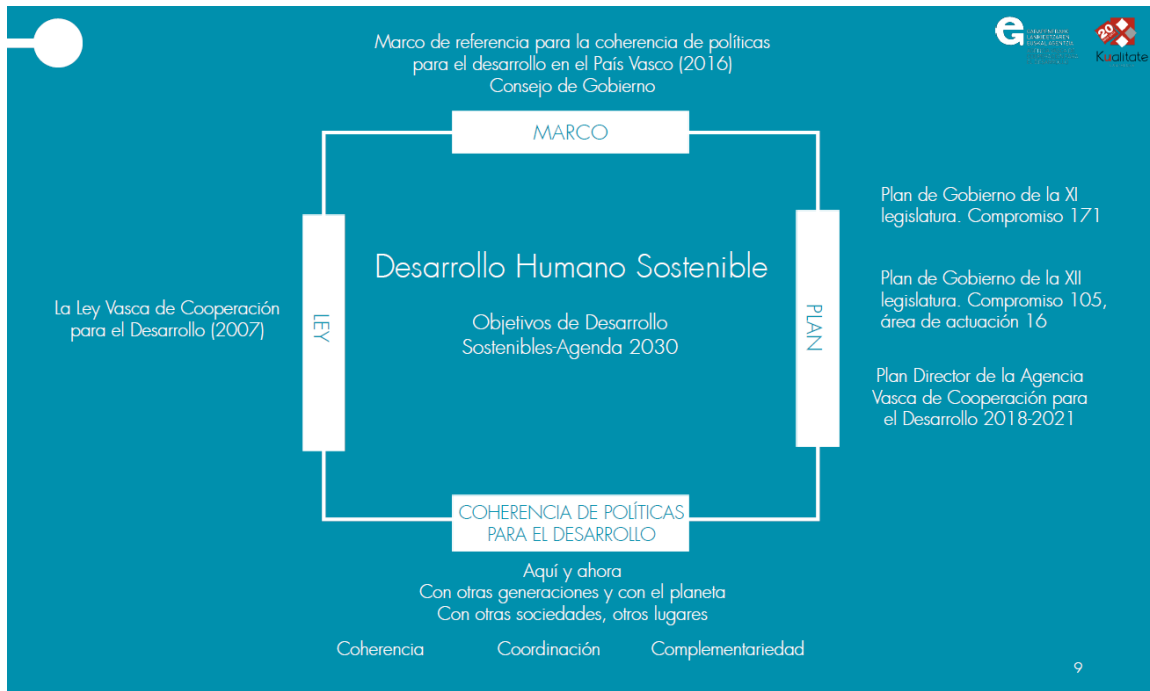 Marco de referencia para la coherencia de políticas
para el desarrollo en el País Vasco (2016)
Consejo de Gobierno
MARCO
20
Kualitate
La Ley Vasca de Cooperación
para el Desarrollo (2007)
LEY
Desarrollo Humano Sostenible
Objetivos de Desarrollo
Sostenibles-Agenda 2030
PLAN
Plan de Gobierno de la XI
legislatura. Compromiso 171
Plan de Gobierno de la XII
legislatura. Compromiso 105,
área de actuación 16
Plan Director de la Agencia
Vasca de Cooperación para
el Desarrollo 2018-2021
COHERENCIA DE POLÍTICAS
PARA EL DESARROLLO
Aquí y ahora
Con otras generaciones y con el planeta
Con otras sociedades, otros lugares
Coherencia Coordinación Complementariedad
9